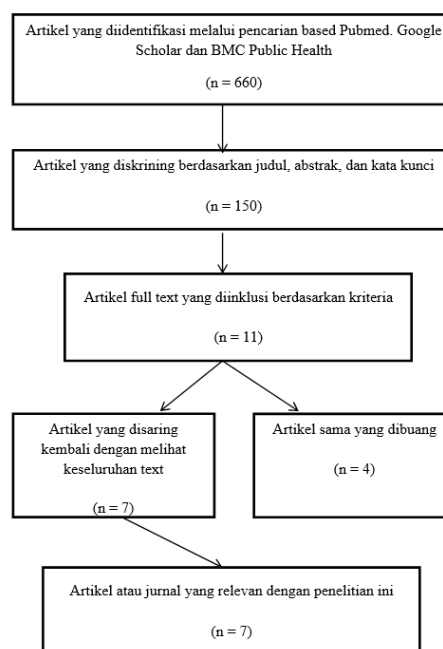 Artikel yang diidentifikasi melalui pencarian based Pubmed. Google
Scholar dan BMC Public Health
(n = 660)
Artikel yang diskrining berdasarkan judul, abstrak, dan kata kunci
(n = 150)
Artikel full text yang diinklusi berdasarkan kriteria
(n = 11)
Artikel yang disaring
kembali dengan melihat
keseluruhan text
(n = 7)
Artikel sama yang dibuang
(n = 4)
Artikel atau jurnal yang relevan dengan penelitian ini
(n = 7)